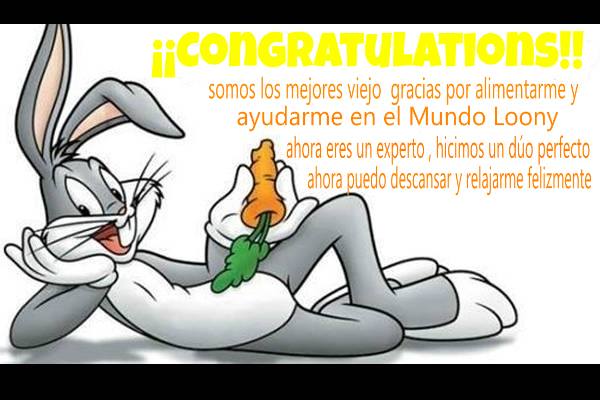 ¡¡CONGRATULATIONS!!
somos los mejores viejo gracias por alimentarme y
ayudarme en el Mundo Loony
ahora eres un experto , hicimos un dúo perfecto
ahora puedo descansar y relajarme felizmente